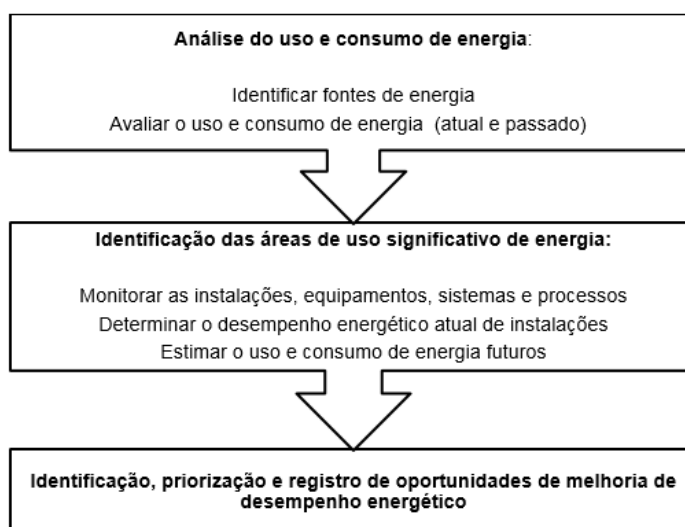 Análise do uso e consumo de energia:
Identificar fontes de energia
Avaliar o uso e consumo de energia (atual e passado)
Identificação das áreas de uso significativo de energia:
Monitorar as instalações, equipamentos, sistemas e processos
Determinar o desempenho energético atual de instalações
Estimar o uso e consumo de energia futuros
Identificação, priorização e registro de oportunidades de melhoria de
desempenho energético